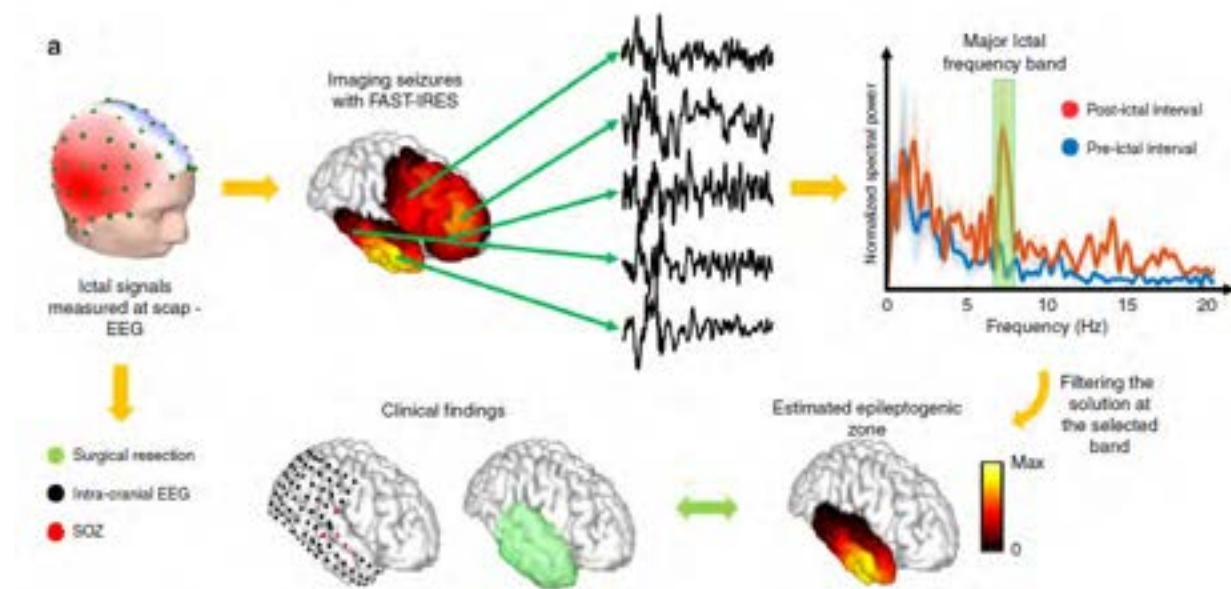 a
Imaging seizures
with FAST-IRES
Ictal signals
measured at scap -
EEG
Major Ictal
frequency band
Normalized spectral power
Post-ictal interval
Pre-ictal interval
0 5 10 15 20
Frequency (Hz)
Filtering the
solution at
the selected
band
Surgical resection
Intra-cranial EEG
SOZ
Clinical findings
Estimated epileptogenic
zone
Max
0